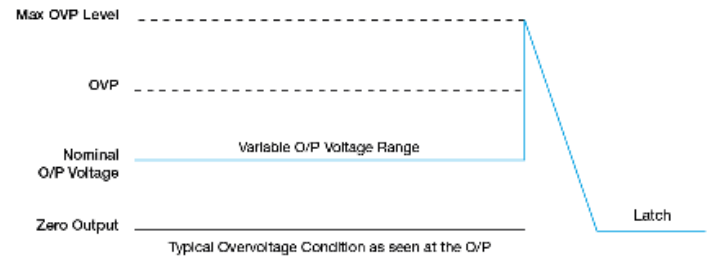 Max OVP Level
OVP
Variable O/P Voltage Range
Nominal
O/P Voltage
Latch
Zero Output
Typical Overvoltage Condition as seen at the O/P